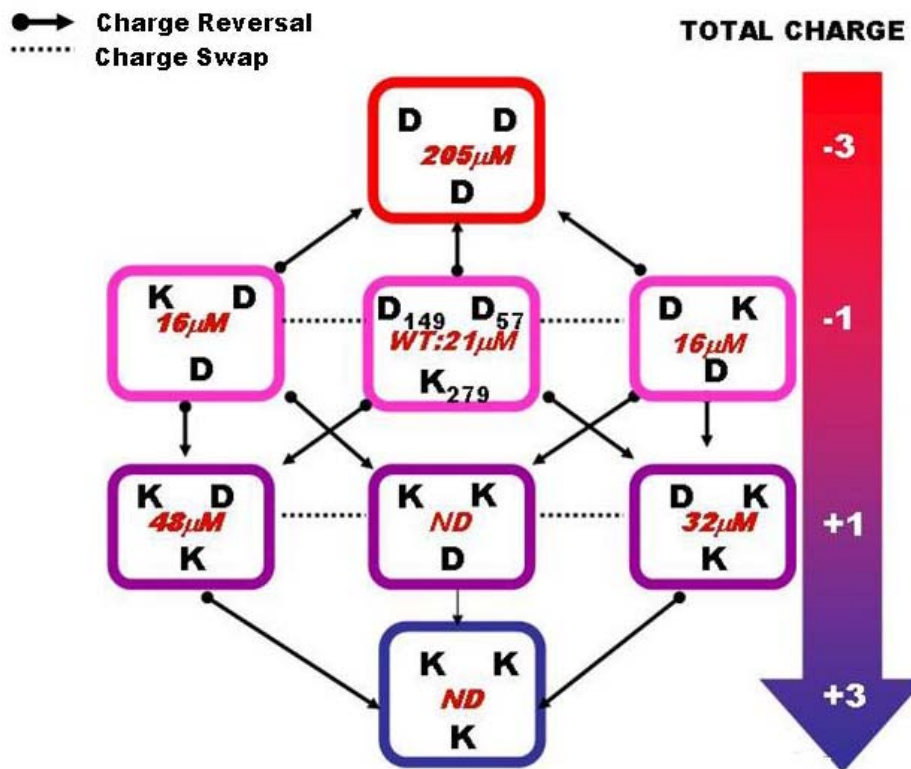 Charge Reversal
Charge Swap
TOTAL CHARGE
D D
205μM
D
-3
K D
16μM
D
D149 D57
WT:21μM
K279
D K
16μM
D
-1
K D
48μM
K
K K
ND
D
D K
32μM
K
+1
K K
ND
K
+3